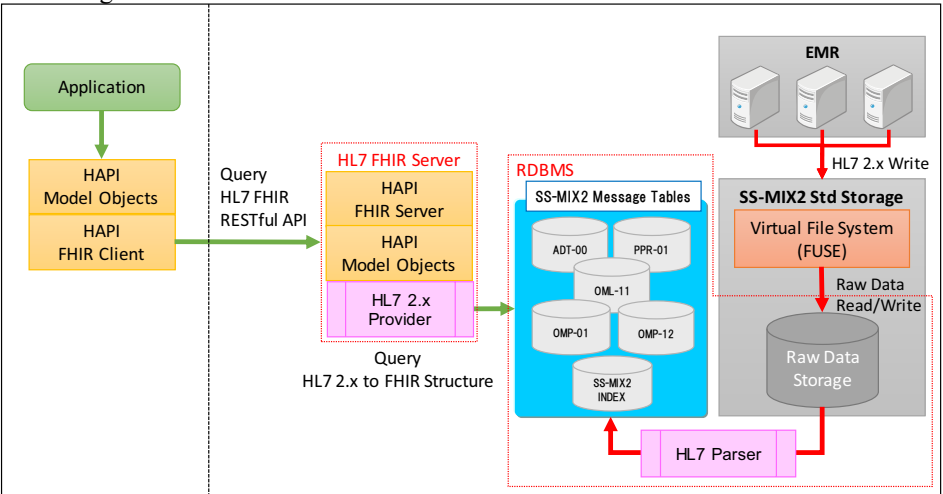 Application
HAPI
Model Objects
HAPI
FHIR Client
Query
HL7 FHIR
RESTful API
HL7 FHIR Server
HAPI
FHIR Server
HAPI
Model Objects
HL7 2.x
Provider
Query
HL7 2.x to FHIR Structure
RDBMS
SS-MIX2 Message Tables
ADT-00
PPR-01
OML-11
OMP-01
OMP-12
SS-MIX2
INDEX
EMR
HL7 2.x Write
SS-MIX2 Std Storage
Virtual File System
(FUSE)
Raw Data
Read/Write
Raw Data
Storage
HL7 Parser